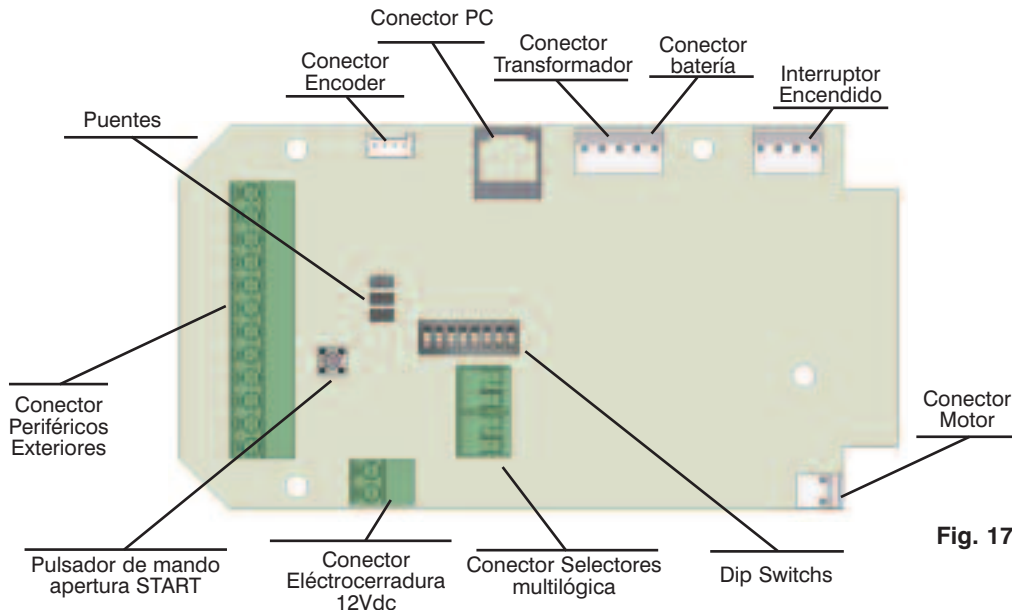 Conector PC
Conector
Encoder
Conector
Transformador
Conector
batería
Interruptor
Encendido
Puentes
Conector
Periféricos
Exteriores
Conector
Motor
Pulsador de mando
apertura START
Conector
Eléctrocerradura
12Vdc
Conector Selectores
multilógica
Dip Switchs
Fig. 17